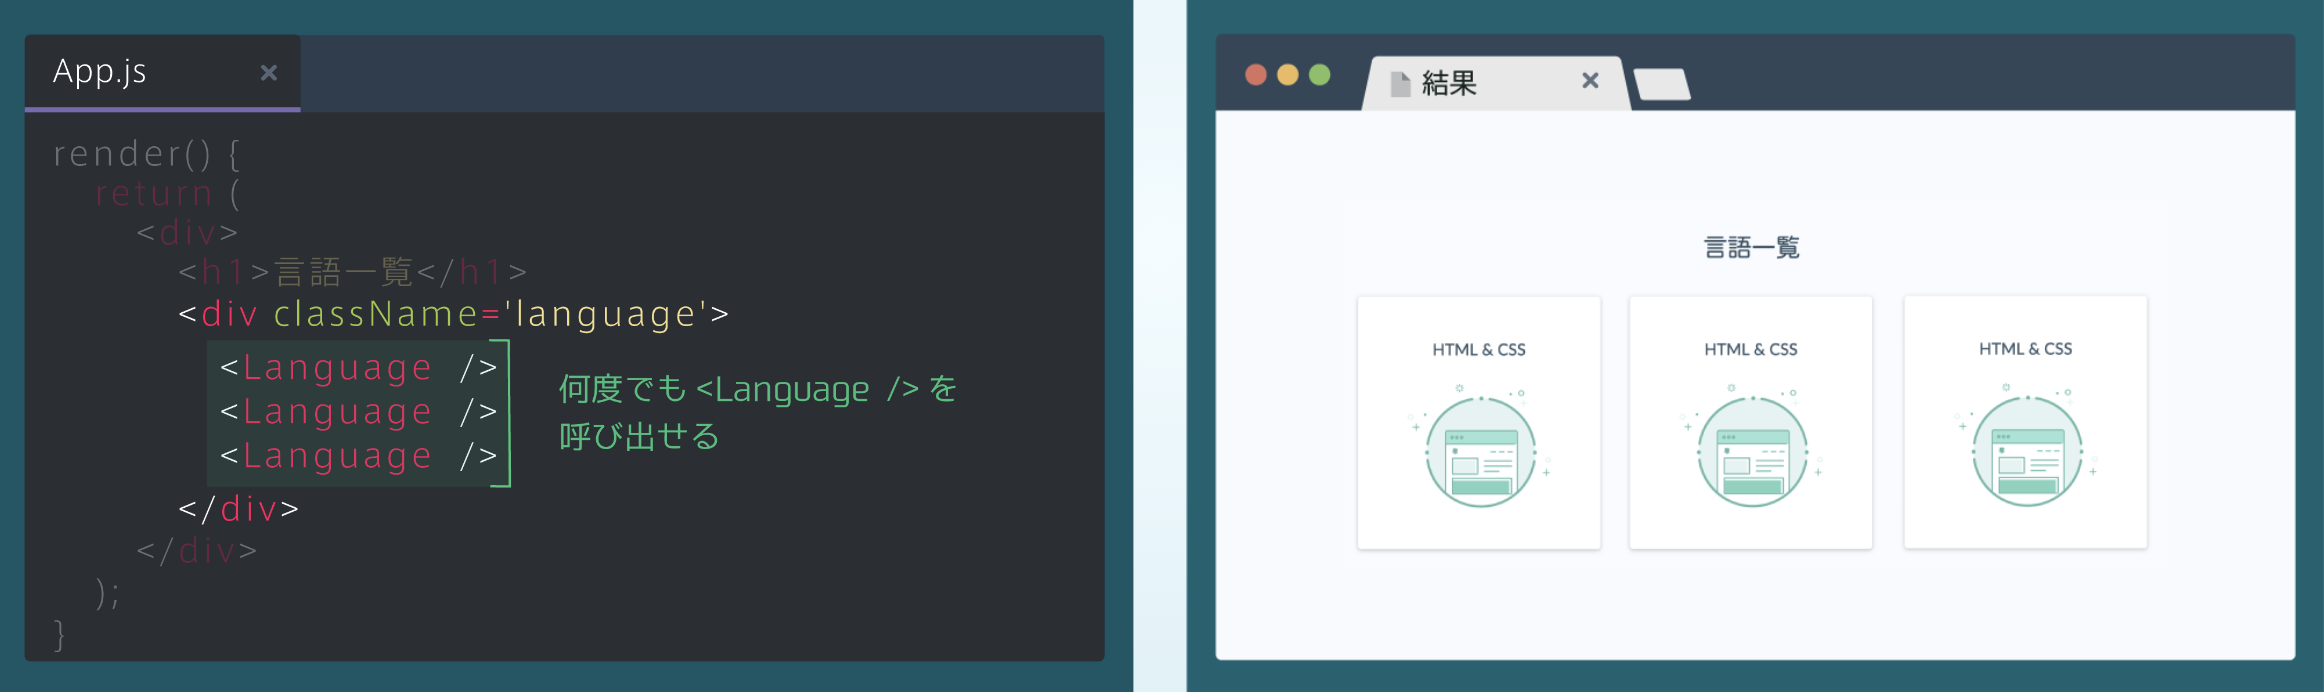 App.js
render() {
return (
<div>
<h1>言語一覧</h1>
<div className='language'>
<Language />
<Language />
<Language />
何度でも <Language /> を
呼び出せる
</div>
</div>
);
}
結果
言語一覧
HTML & CSS
HTML & CSS
HTML & CSS